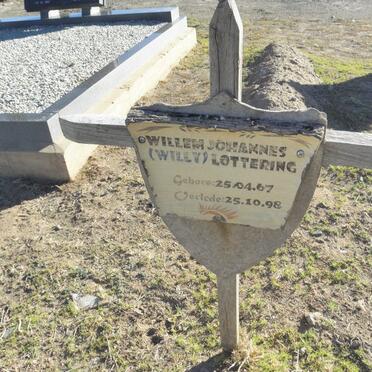 WILLEM JOHANNES
(WILLY) LOTTERING
Gebore: 25.04.67
Oorlede: 25.10.98